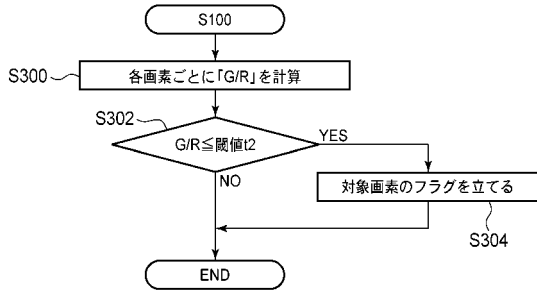 S100
S300
各画素ごとに「G/R」を計算
S302
G/R≦閾値t2
YES
NO
対象画素のフラグを立てる
S304
END